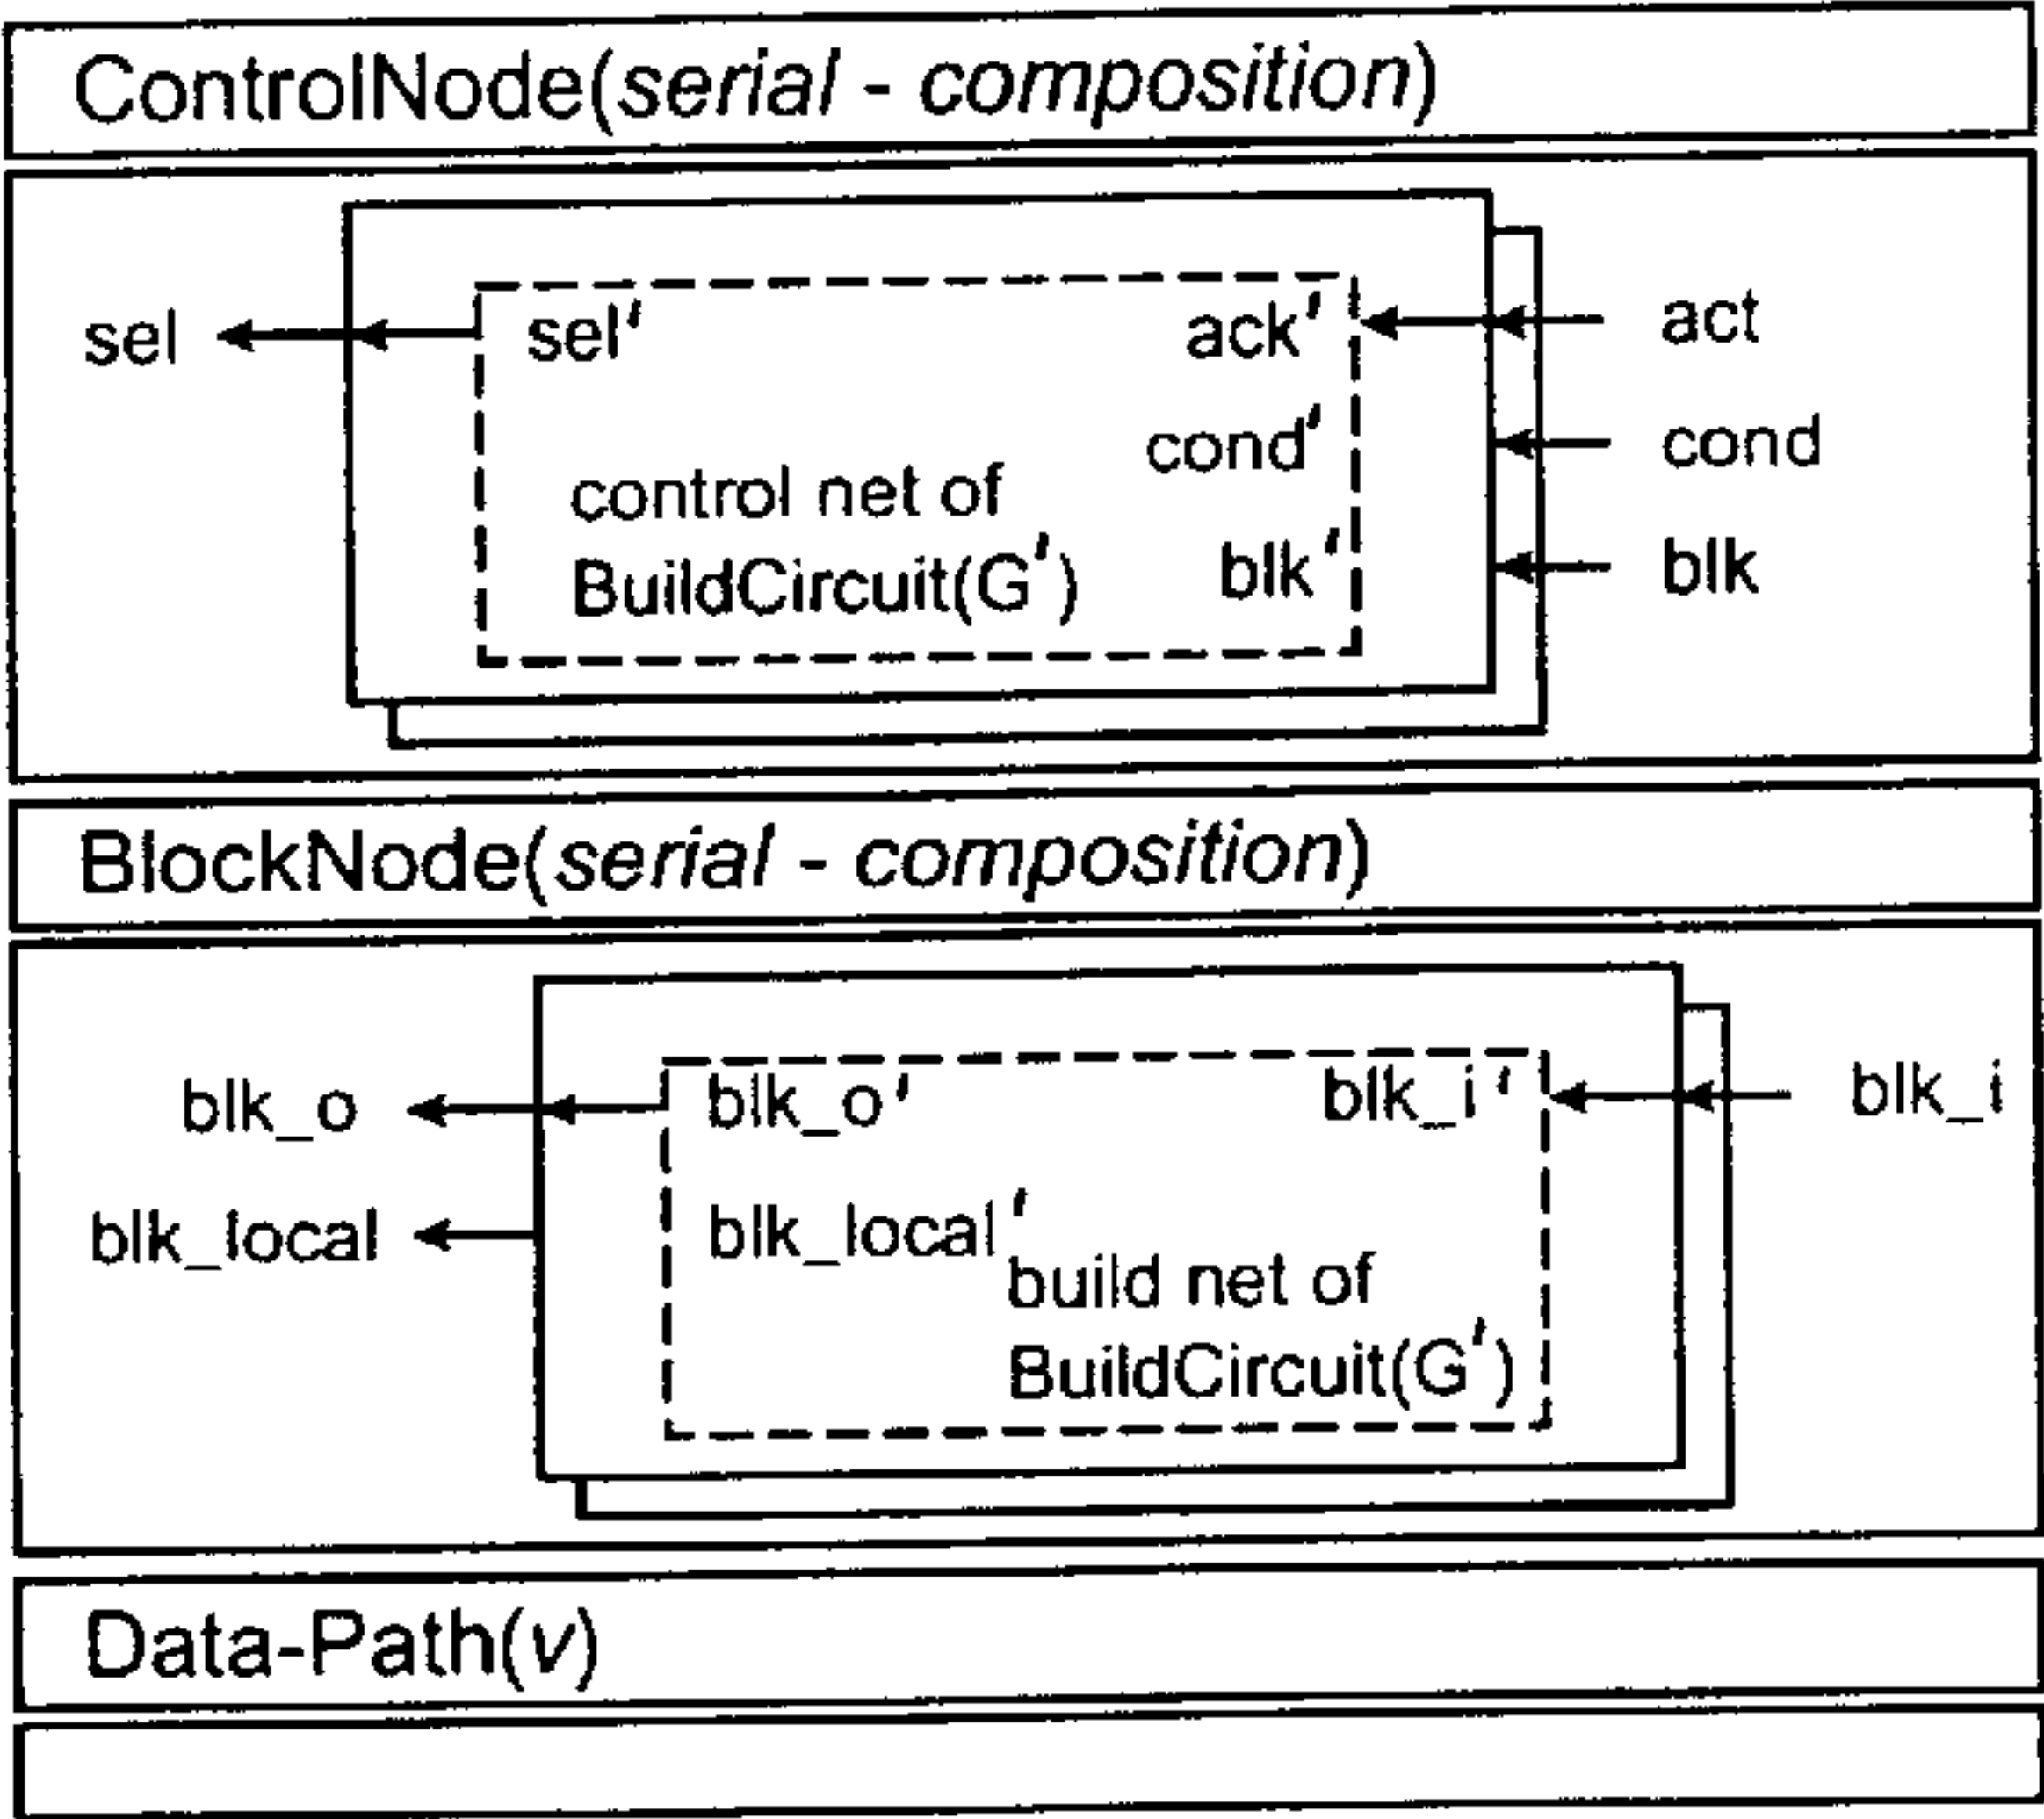 ControlNode(serial - composition)
sel sel′ ack′ act
cond′ cond
control net of
BuildCircuit(G′) blk′ blk
BlockNode(serial - composition)
blk_o blk_o′ blk_i′ blk_i
blk_local blk_local′
build net of
BuildCircuit(G′)
Data-Path(v)